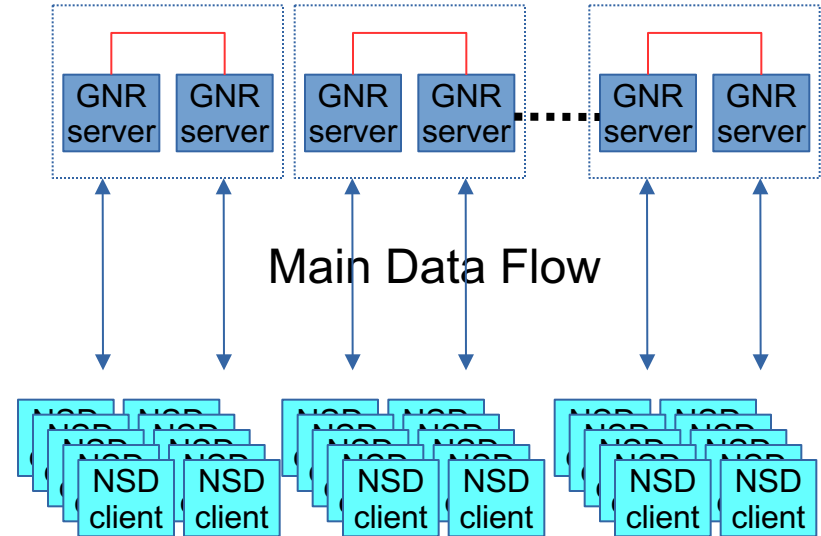 GNR
server
GNR
server
GNR
server
GNR
server
GNR
server
GNR
server
Main Data Flow
NSD
client
NSD
client
NSD
client
NSD
client
NSD
client
NSD
client